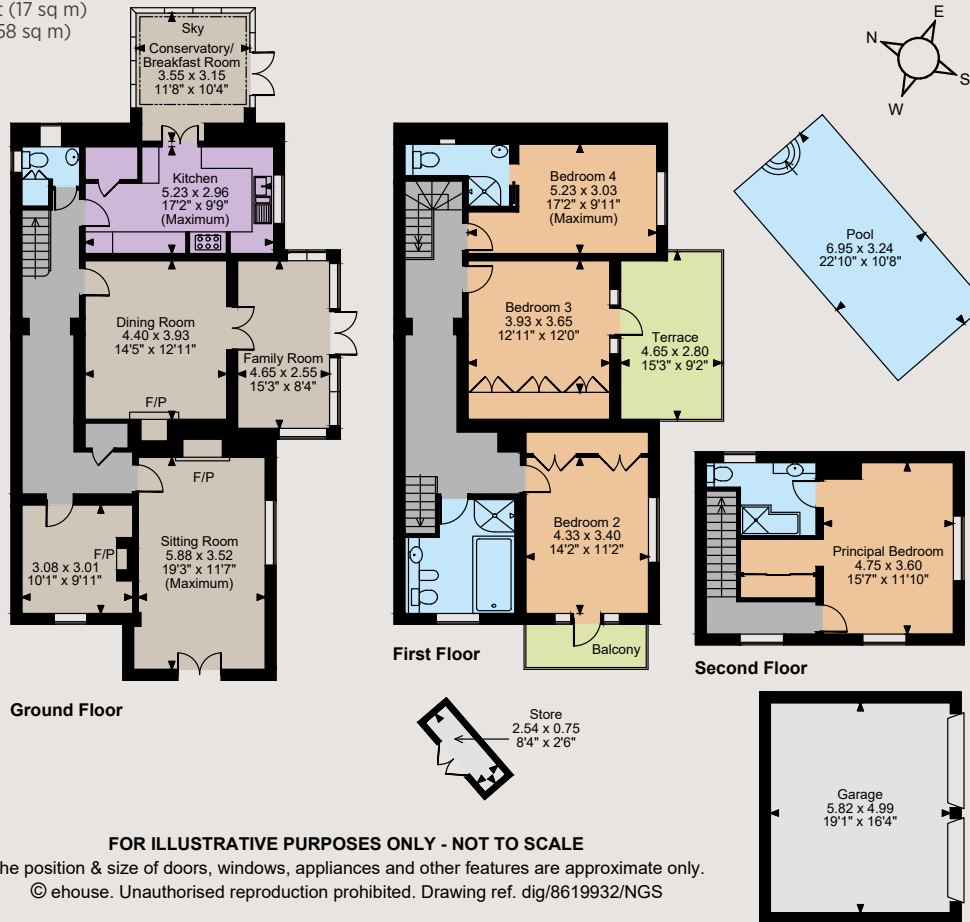 (17 sq m)
58 sq m)
Sky
Conservatory/
Breakfast Room
3.55 x 3.15
11'8" x 10'4"
E
N
S
W
Kitchen
5.23 x 2.96
17'2" x 9'9"
(Maximum)
Dining Room
4.40 x 3.93
14'5" x 12'11"
F/P
Family Room
4.65 x 2.55
15'3" x 8'4"
F/P
Sitting Room
5.88 x 3.52
19'3" x 11'7"
(Maximum)
F/P
3.08 x 3.01
10'1" x 9'11"
Ground Floor
Bedroom 4
5.23 x 3.03
17'2" x 9'11"
(Maximum)
Bedroom 3
3.93 x 3.65
12'11" x 12'0"
Terrace
4.65 x 2.80
15'3" x 9'2"
Bedroom 2
4.33 x 3.40
14'2" x 11'2"
Balcony
First Floor
Pool
6.95 x 3.24
22'10" x 10'8"
Principal Bedroom
4.75 x 3.60
15'7" x 11'10"
Second Floor
Store
2.54 x 0.75
8'4" x 2'6"
Garage
5.82 x 4.99
19'1" x 16'4"
FOR ILLUSTRATIVE PURPOSES ONLY - NOT TO SCALE
he position & size of doors, windows, appliances and other features are approximate only.
© ehouse. Unauthorised reproduction prohibited. Drawing ref. dig/8619932/NGS